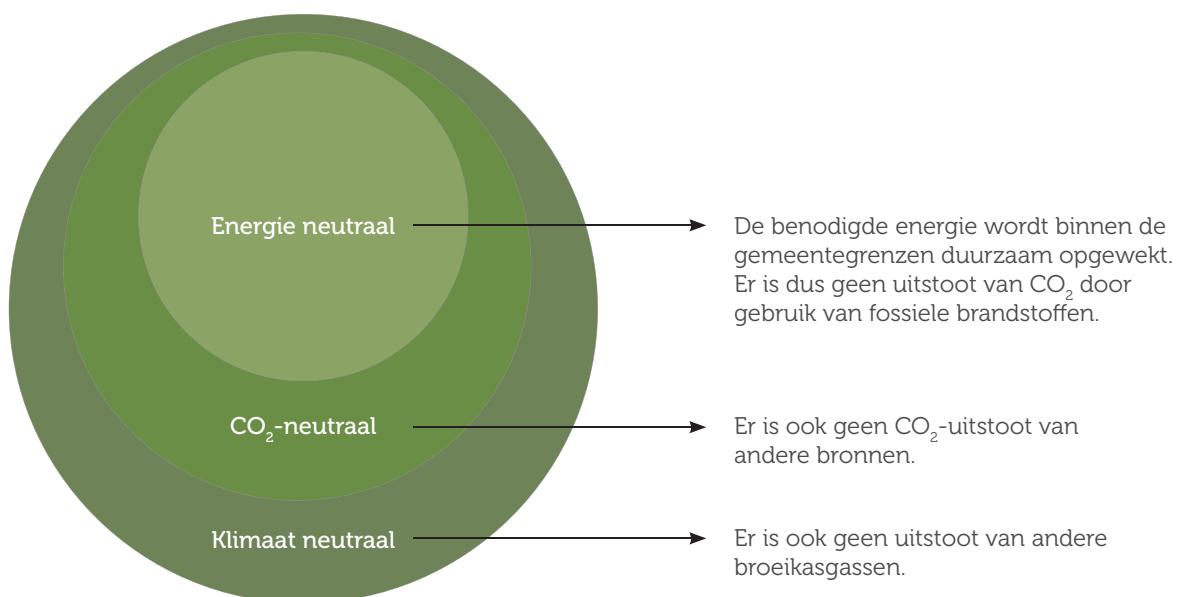 Energie neutraal
De benodigde energie wordt binnen de
gemeentegrenzen duurzaam opgewekt.
Er is dus geen uitstoot van CO₂ door
gebruik van fossiele brandstoffen.
CO₂-neutraal
Er is ook geen CO₂-uitstoot van
andere bronnen.
Klimaat neutraal
Er is ook geen uitstoot van andere
broeikasgassen.